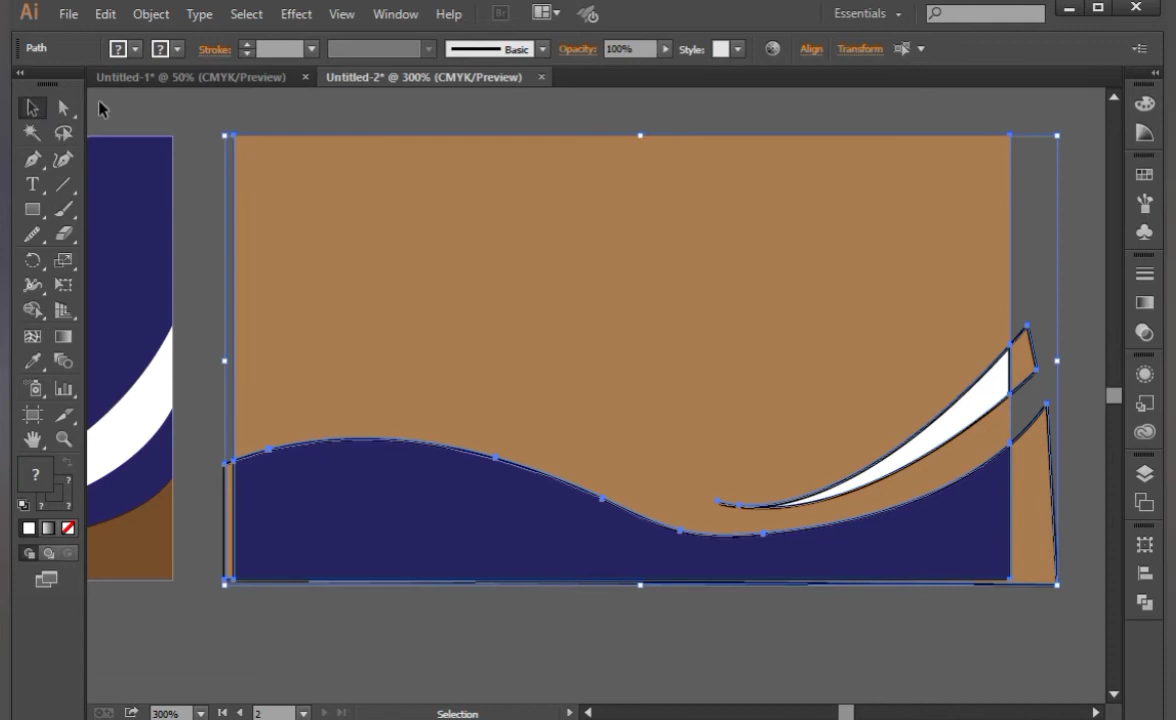 Ai File Edit Object Type Select Effect View Window Help Br Essentials
Path ? ? Stroke: Basic Opacity: 100% Style: Align Transform
Untitled-1* @ 50% (CMYK/Preview) × Untitled-2* @ 300% (CMYK/Preview) ×
T
?
?
?
?
300% 2 Selection